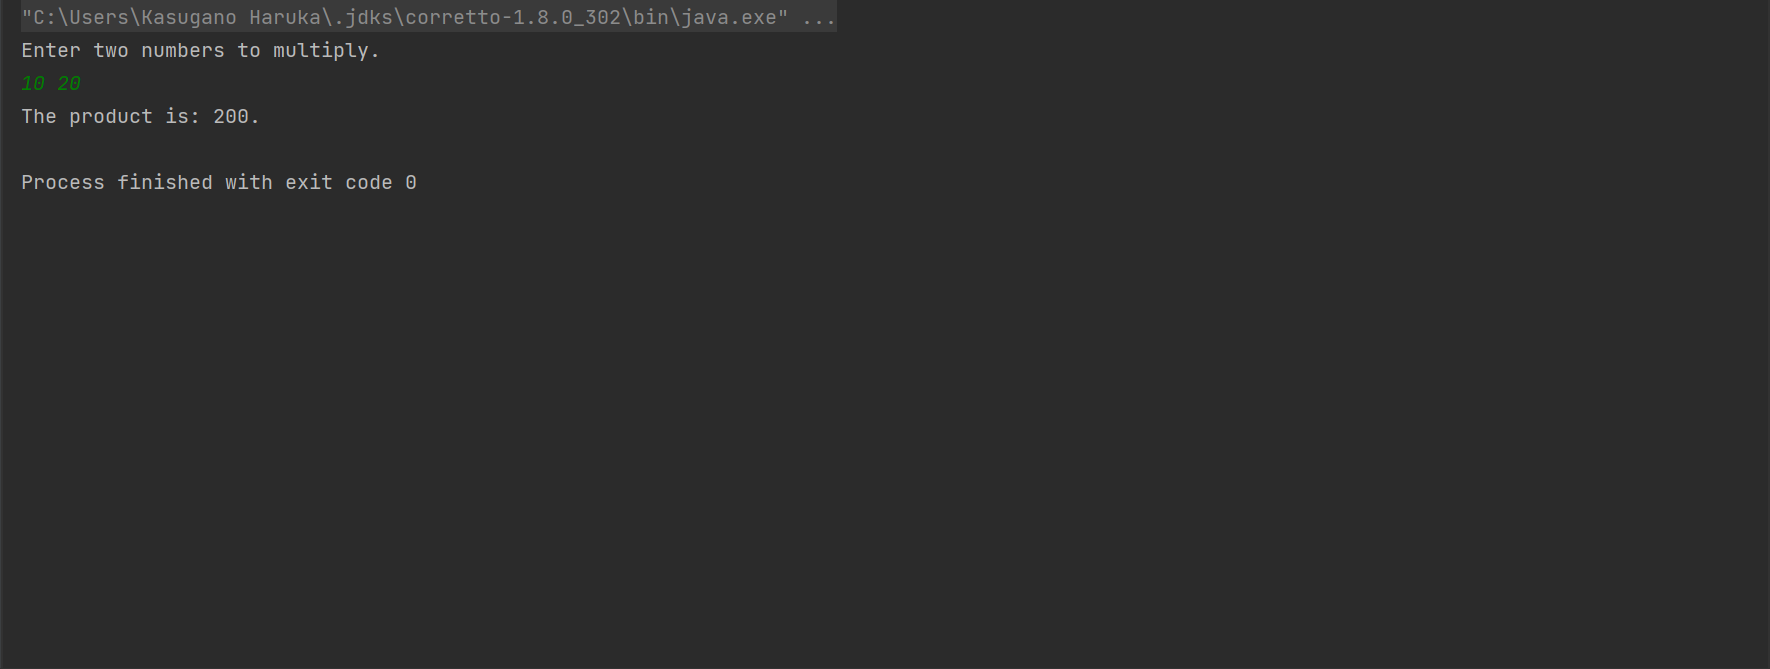 "C:\Users\Kasugano Haruka\.jdks\corretto-1.8.0_302\bin\java.exe" ...
Enter two numbers to multiply.
10 20
The product is: 200.
Process finished with exit code 0